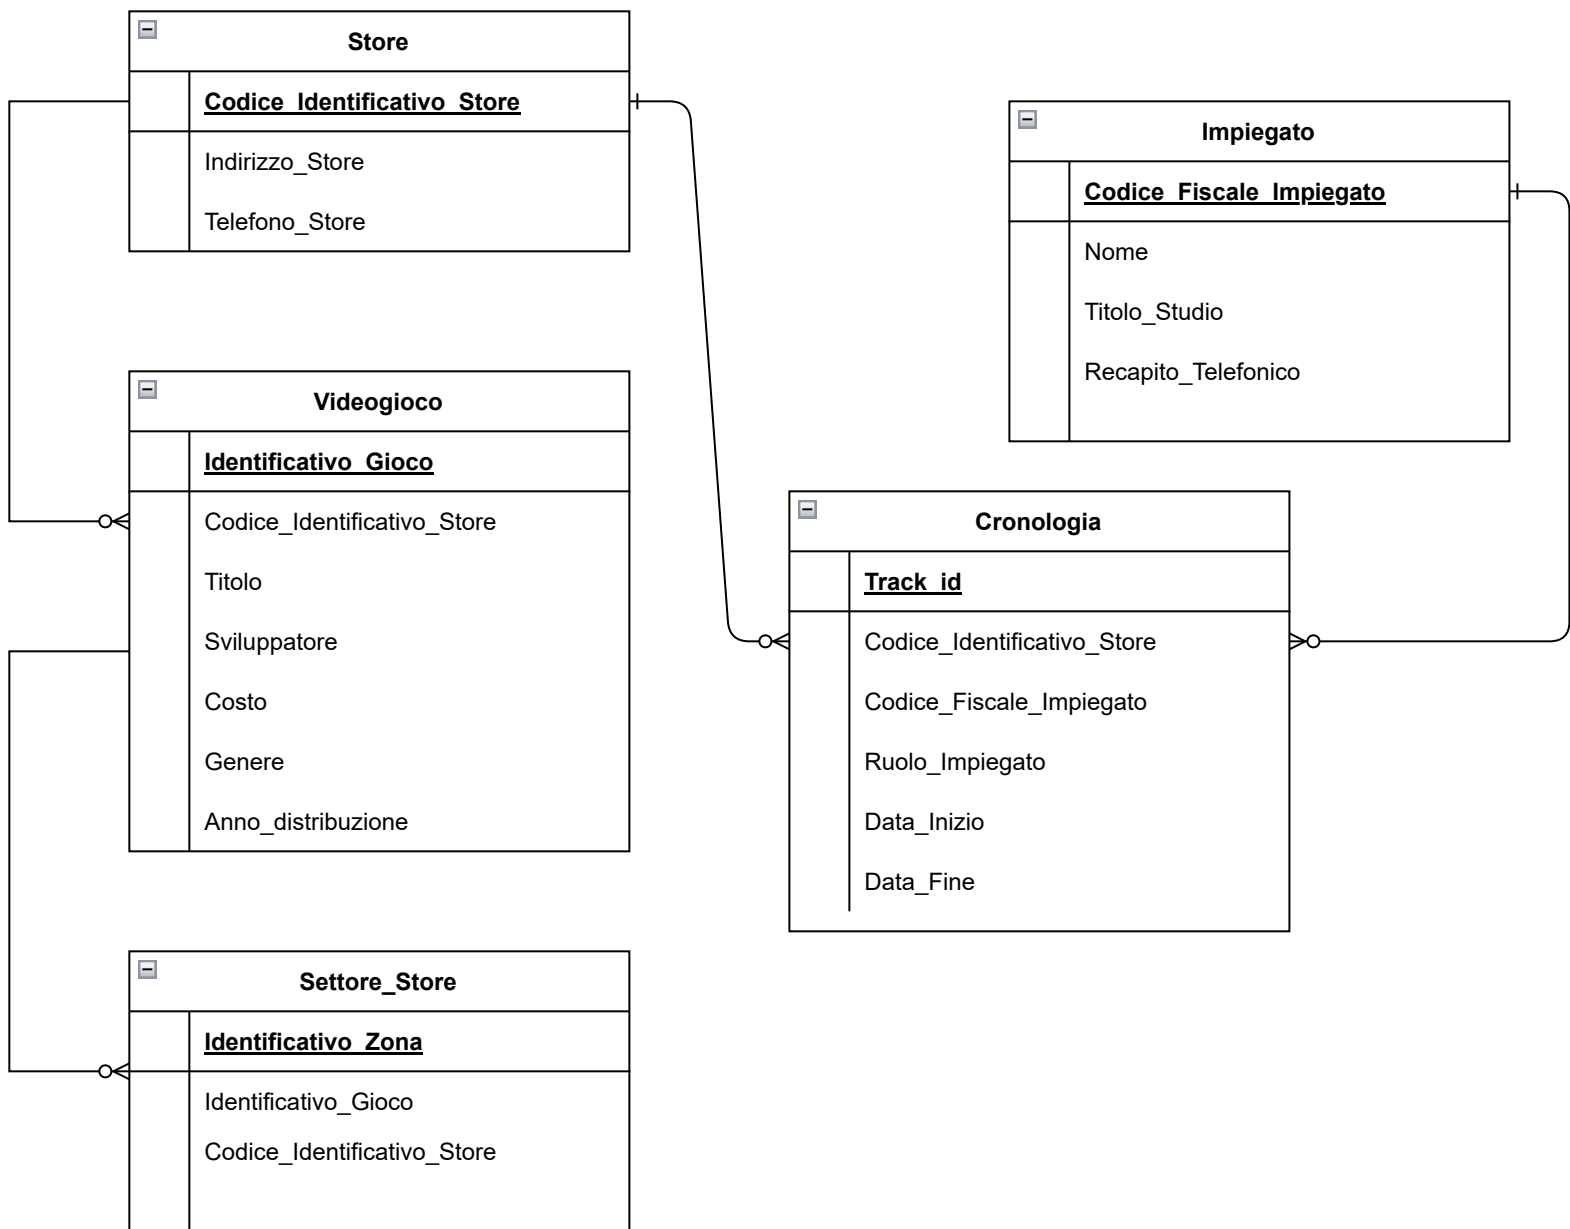 Store
Codice_Identificativo_Store
Indirizzo_Store
Telefono_Store
Impiegato
Codice_Fiscale_Impiegato
Nome
Titolo_Studio
Recapito_Telefonico
Videogioco
Identificativo_Gioco
Codice_Identificativo_Store
Titolo
Sviluppatore
Costo
Genere
Anno_distribuzione
Cronologia
Track_id
Codice_Identificativo_Store
Codice_Fiscale_Impiegato
Ruolo_Impiegato
Data_Inizio
Data_Fine
Settore_Store
Identificativo_Zona
Identificativo_Gioco
Codice_Identificativo_Store